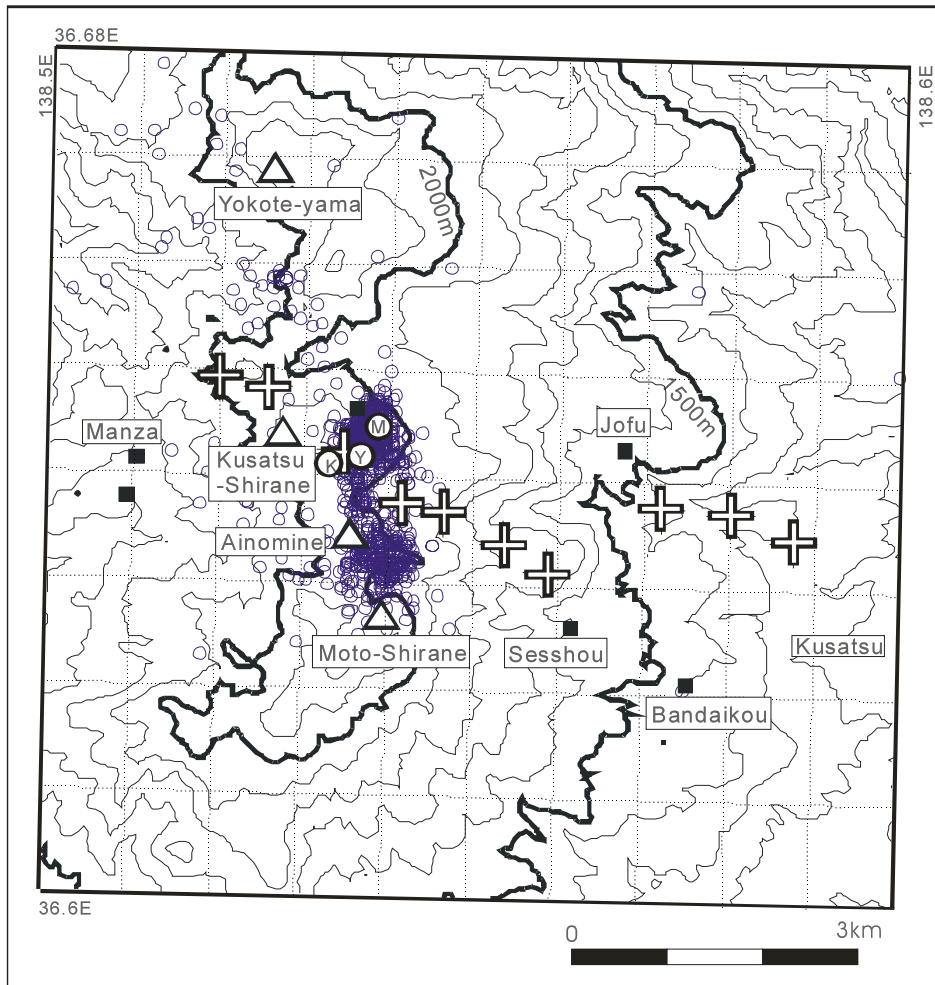 36.68E
138.5E
138.6E
Yokote-yama
2000m
1500m
Manza
Jofu
M
Y
K
Kusatsu
-Shirane
Ainomine
Moto-Shirane
Sesshou
Kusatsu
Bandaikou
36.6E
0
3km